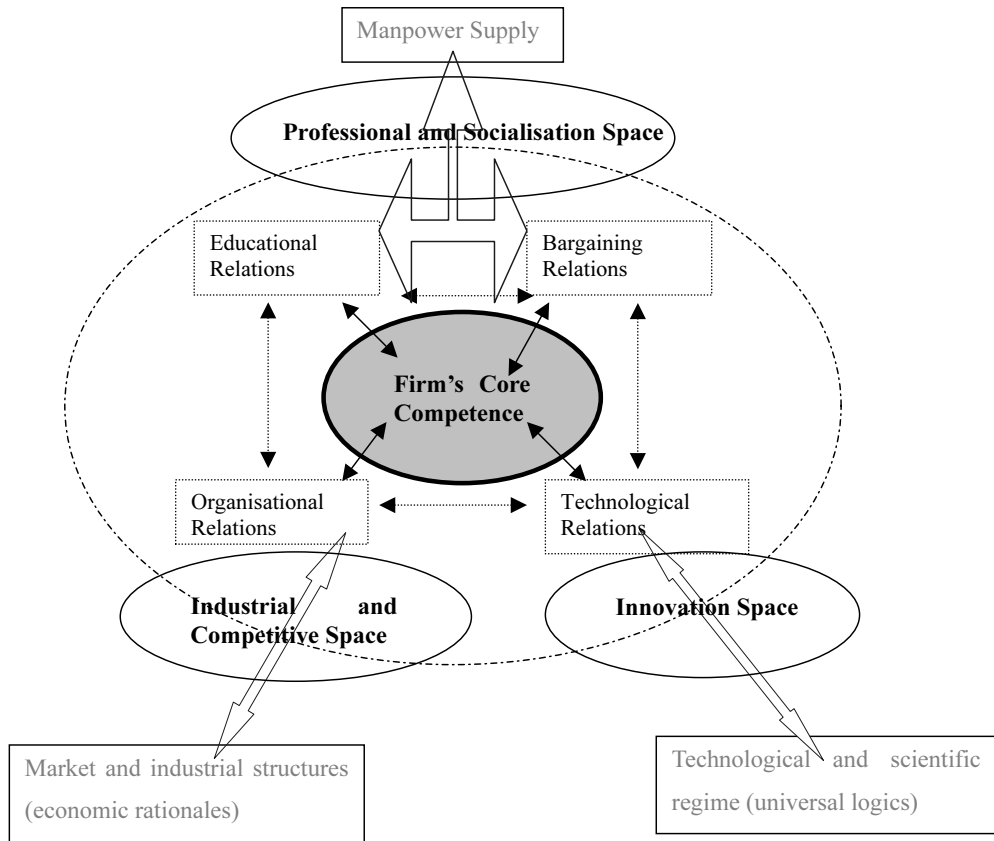 Manpower Supply
Professional and Socialisation Space
Educational
Relations
Bargaining
Relations
Firm's Core
Competence
Organisational
Relations
Technological
Relations
Industrial and
Competitive Space
Innovation Space
Market and industrial structures
(economic rationales)
Technological and scientific
regime (universal logics)